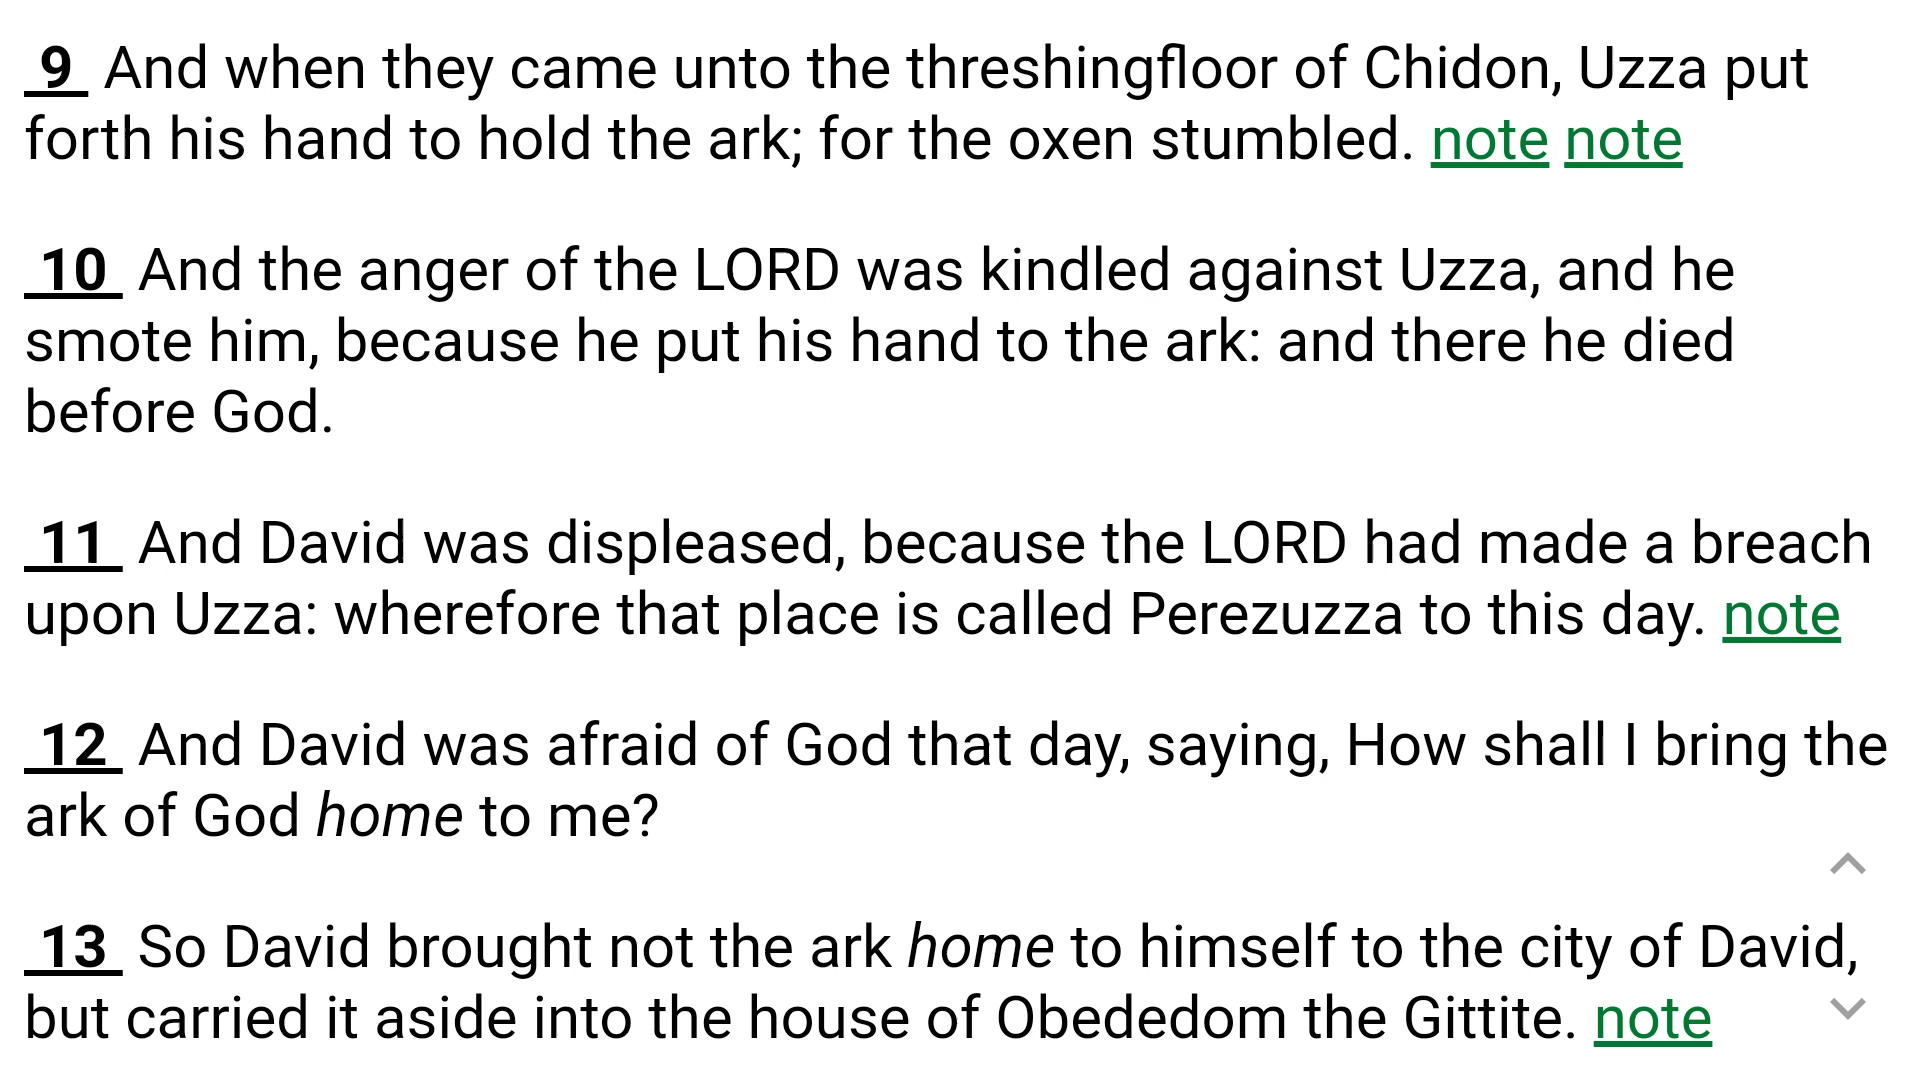 9 And when they came unto the threshingfloor of Chidon, Uzza put
forth his hand to hold the ark; for the oxen stumbled. note note
10 And the anger of the LORD was kindled against Uzza, and he
smote him, because he put his hand to the ark: and there he died
before God.
11 And David was displeased, because the LORD had made a breach
upon Uzza: wherefore that place is called Perezuzza to this day. note
12 And David was afraid of God that day, saying, How shall I bring the
ark of God home to me?
13 So David brought not the ark home to himself to the city of David,
but carried it aside into the house of Obededom the Gittite. note